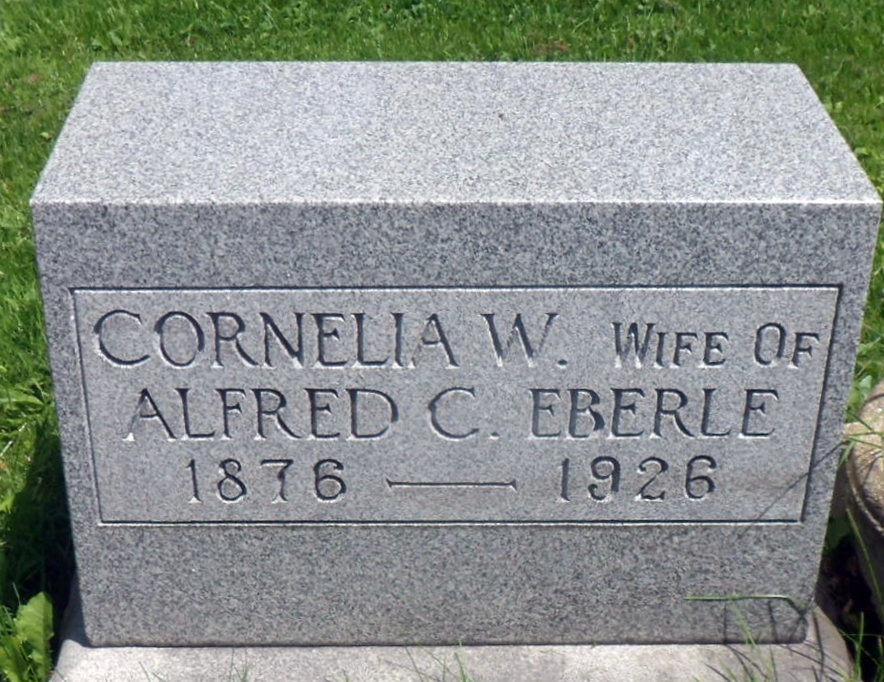 CORNELIA W. WIFE OF
ALFRED C. EBERLE
1876 — 1926